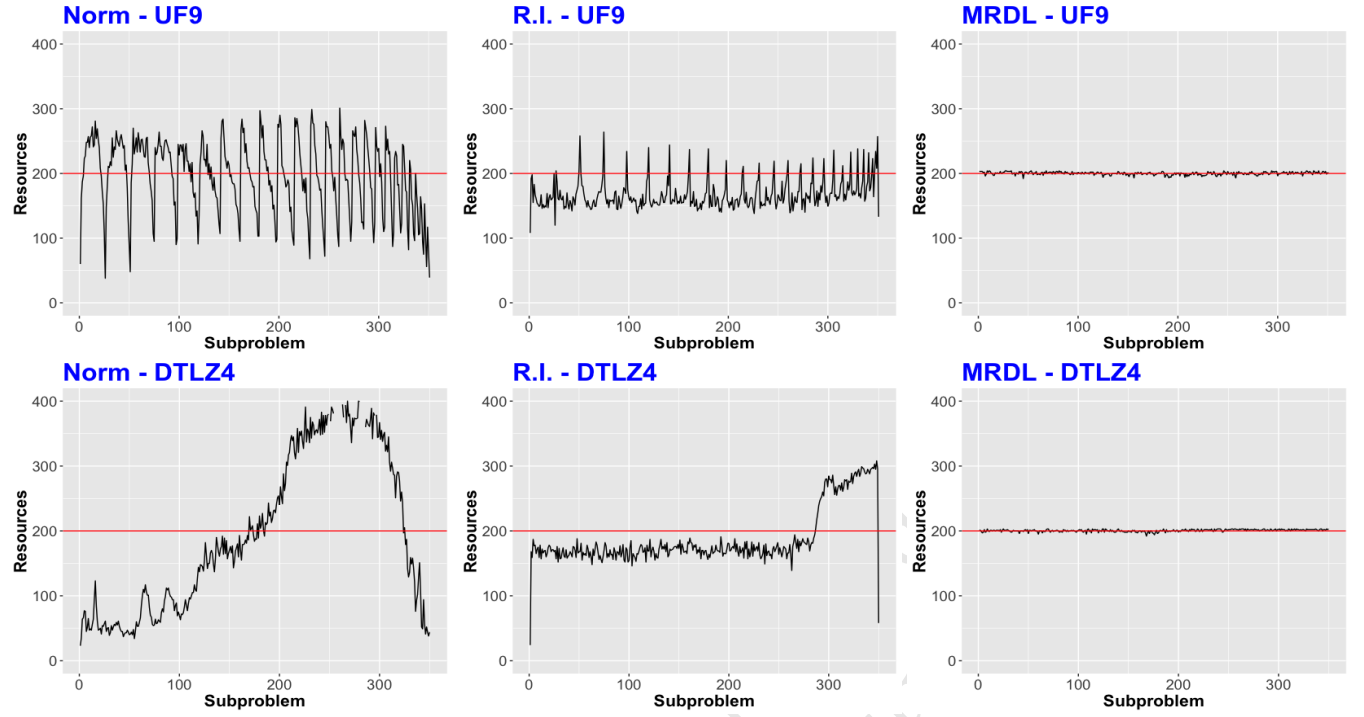 Norm - UF9
400
300
200
100
0
Resources
0 100 200 300
Subproblem
R.I. - UF9
400
300
200
100
0
Resources
0 100 200 300
Subproblem
MRDL - UF9
400
300
200
100
0
Resources
0 100 200 300
Subproblem
Norm - DTLZ4
400
300
200
100
0
Resources
0 100 200 300
Subproblem
R.I. - DTLZ4
400
300
200
100
0
Resources
0 100 200 300
Subproblem
MRDL - DTLZ4
400
300
200
100
0
Resources
0 100 200 300
Subproblem